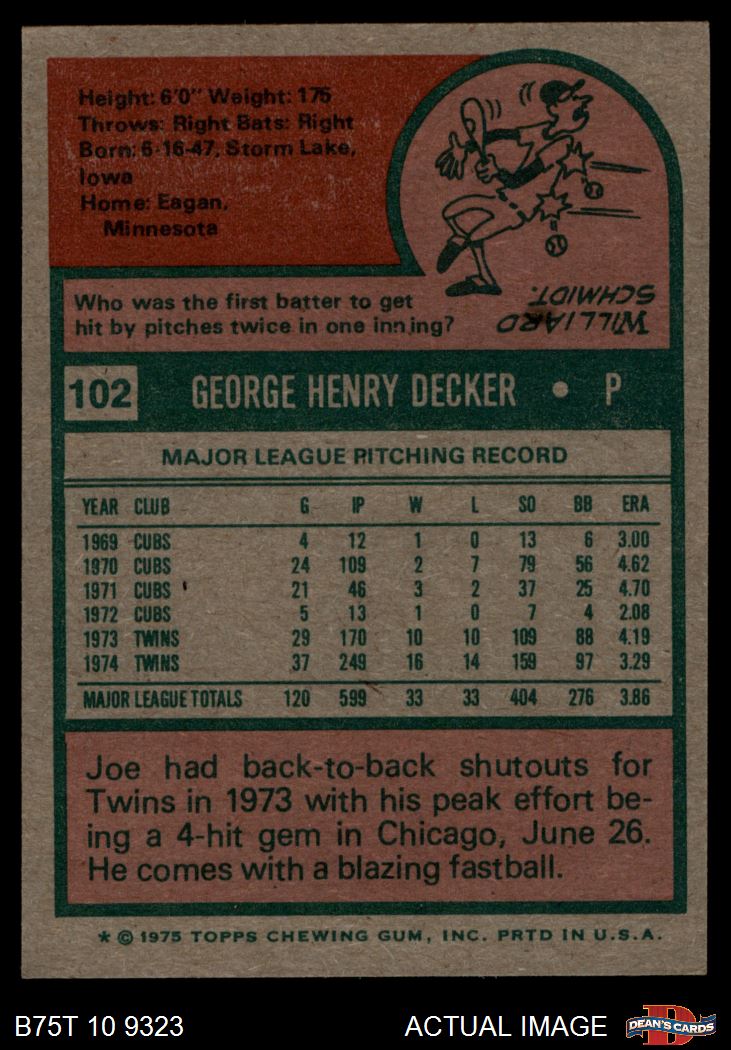 Height: 6'0" Weight: 175
Throws: Right Bats: Right
Born: 6-16-47, Storm Lake,
Iowa
Home: Eagan,
Minnesota
Who was the first batter to get
hit by pitches twice in one inning?
WILLIARD
SCHMIDT.
102 GEORGE HENRY DECKER • P
MAJOR LEAGUE PITCHING RECORD
YEAR CLUB G IP W L SO BB ERA
1969 CUBS 4 12 1 0 13 6 3.00
1970 CUBS 24 109 2 7 79 56 4.62
1971 CUBS 21 46 3 2 37 25 4.70
1972 CUBS 5 13 1 0 7 4 2.08
1973 TWINS 29 170 10 10 109 88 4.19
1974 TWINS 37 249 16 14 159 97 3.29
MAJOR LEAGUE TOTALS 120 599 33 33 404 276 3.86
Joe had back-to-back shutouts for
Twins in 1973 with his peak effort be-
ing a 4-hit gem in Chicago, June 26.
He comes with a blazing fastball.
* © 1975 TOPPS CHEWING GUM, INC. PRTD IN U.S.A.
B75T 10 9323 ACTUAL IMAGE
D
DEAN'S CARDS